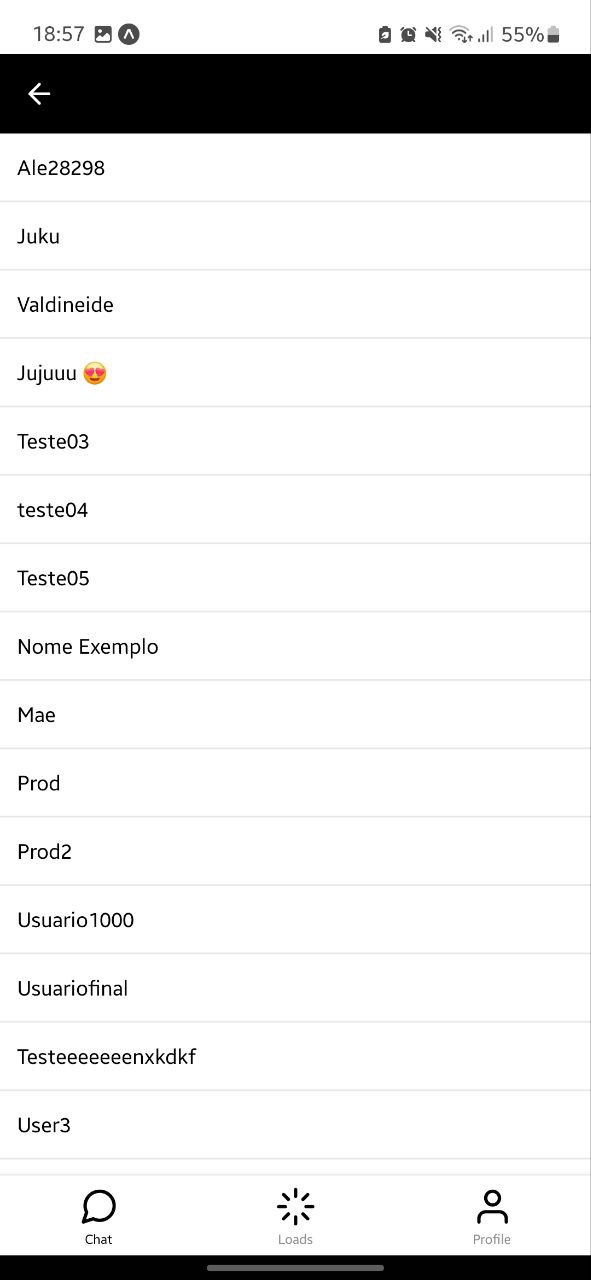 18:57 55%
Ale28298
Juku
Valdineide
Jujuuu 😍
Teste03
teste04
Teste05
Nome Exemplo
Mae
Prod
Prod2
Usuario1000
Usuariofinal
Testeeeeeeenxkdkf
User3
Chat Loads Profile